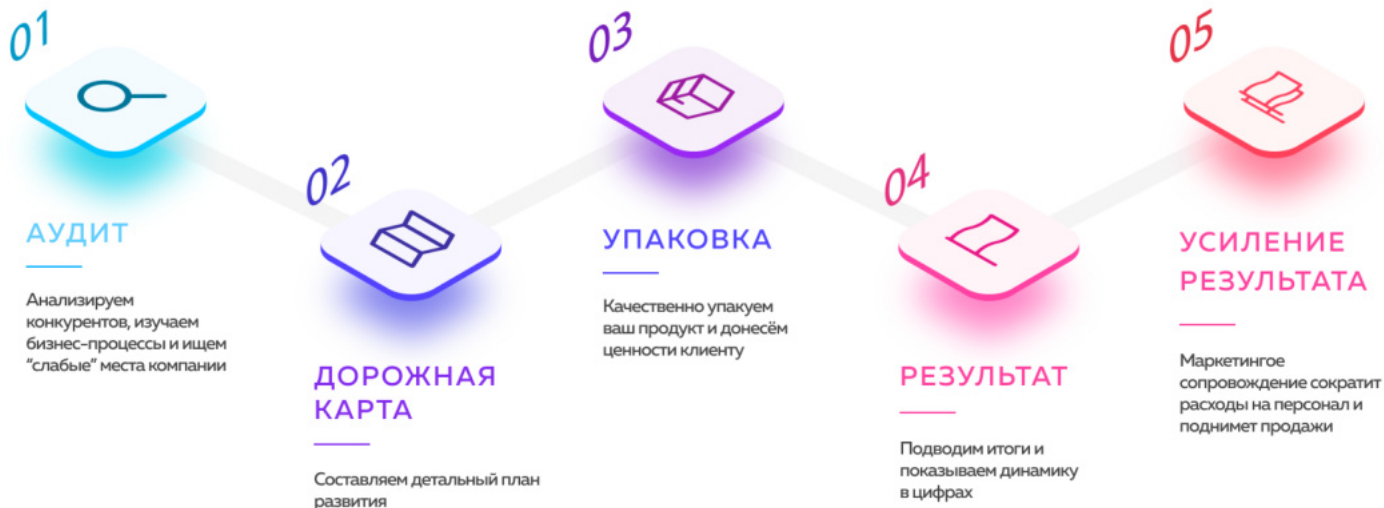 01
АУДИТ
Анализируем
конкурентов, изучаем
бизнес-процессы и ищем
“слабые” места компании
02
ДОРОЖНАЯ
КАРТА
Составляем детальный план
развития
03
УПАКОВКА
Качественно упакуем
ваш продукт и донесём
ценности клиенту
04
РЕЗУЛЬТАТ
Подводим итоги и
показываем динамику
в цифрах
05
УСИЛЕНИЕ
РЕЗУЛЬТАТА
Маркетингое
сопровождение сократит
расходы на персонал и
поднимет продажи